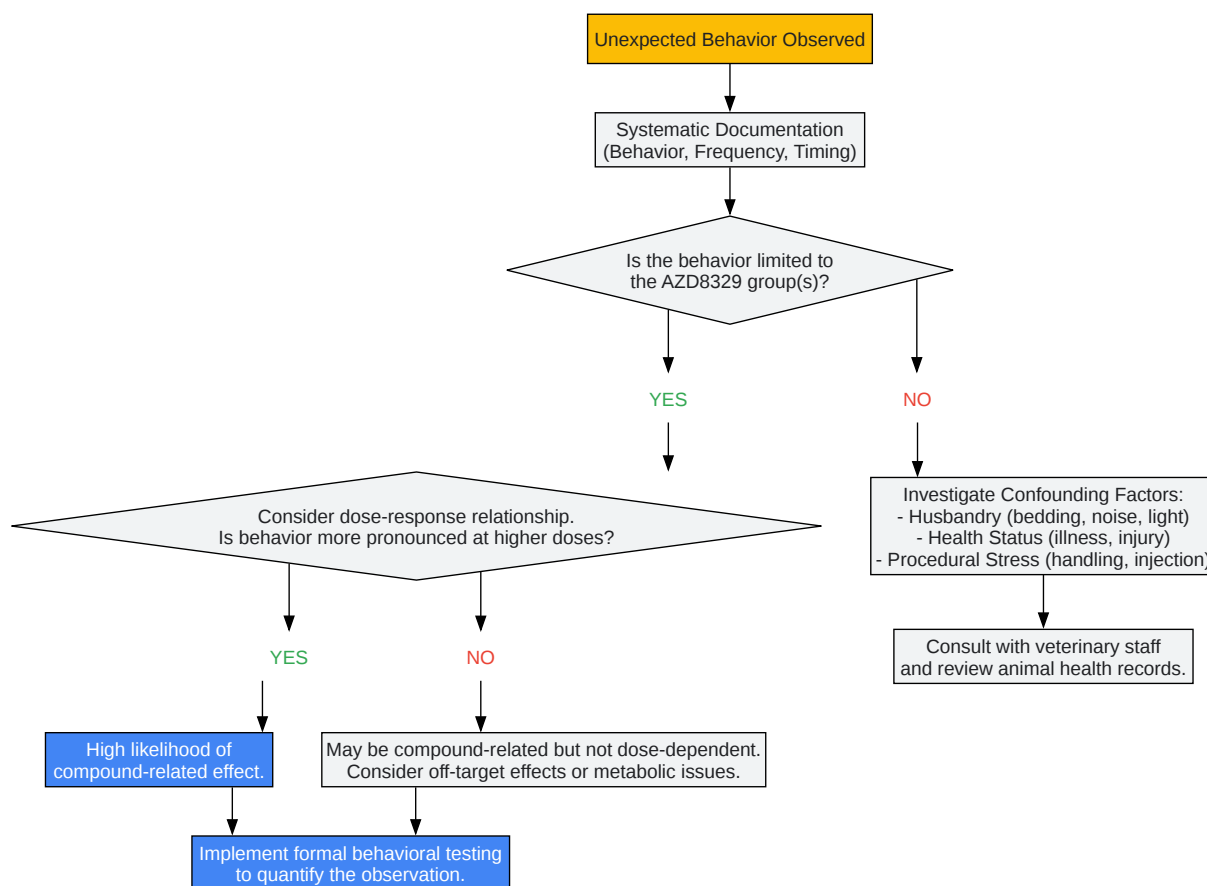 Unexpected Behavior Observed
Systematic Documentation
(Behavior, Frequency, Timing)
Is the behavior limited to
the AZD8329 group(s)?
YES
NO
Consider dose-response relationship.
Is behavior more pronounced at higher doses?
Investigate Confounding Factors:
- Husbandry (bedding, noise, light)
- Health Status (illness, injury)
- Procedural Stress (handling, injection)
YES
NO
Consult with veterinary staff
and review animal health records.
High likelihood of
compound-related effect.
May be compound-related but not dose-dependent.
Consider off-target effects or metabolic issues.
Implement formal behavioral testing
to quantify the observation.